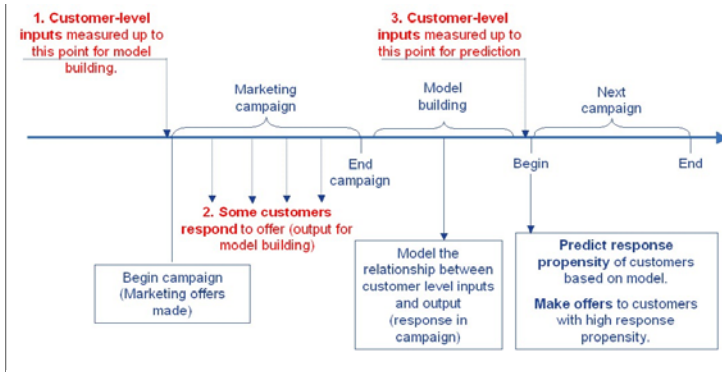 1. Customer-level
inputs measured up to
this point for model
building.
3. Customer-level
inputs measured up to
this point for prediction
Marketing
campaign
Model
building
Next
campaign
End
campaign
Begin
End
2. Some customers
respond to offer (output for
model building)
Begin campaign
(Marketing offers
made)
Model the
relationship between
customer level inputs
and output
(response in
campaign)
Predict response
propensity of customers
based on model.
Make offers to customers
with high response
propensity.